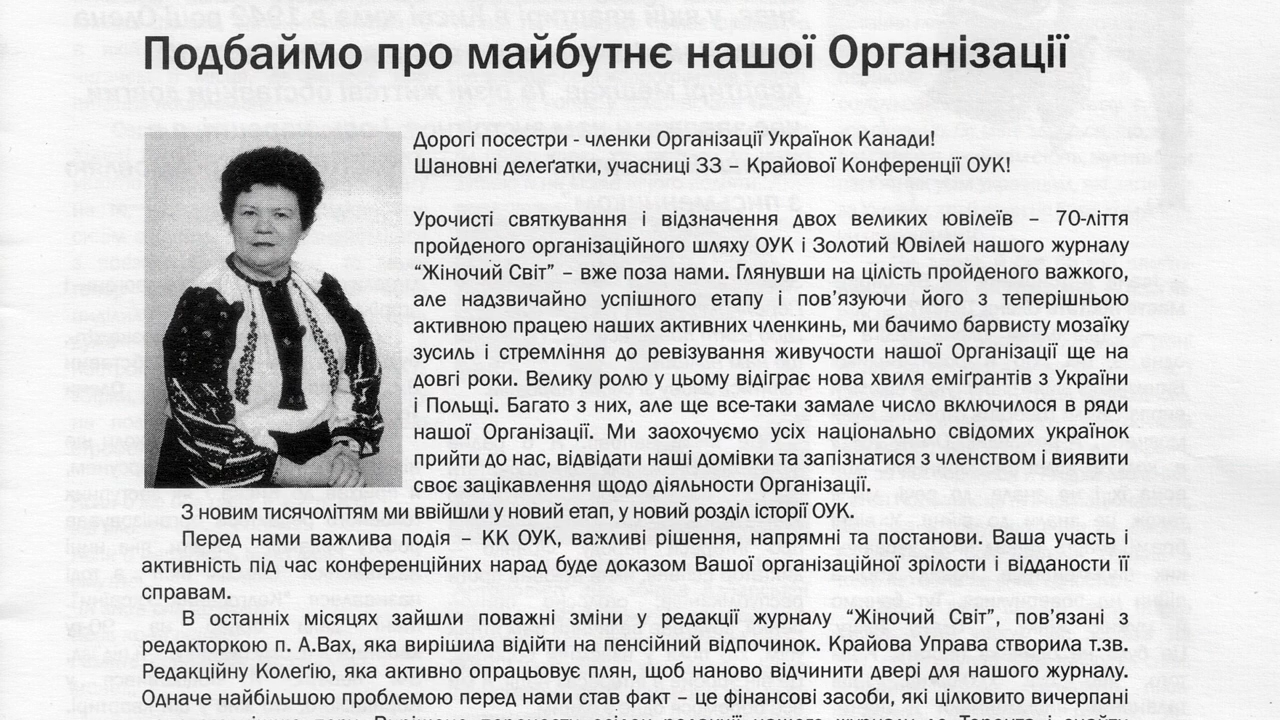 Подбаймо про майбутнє нашої Організації
Дорогі посестри - членки Організації Українок Канади!
Шановні делеґатки, учасниці ЗЗ – Крайової Конференції ОУК!
Урочисті святкування і відзначення двох великих ювілеїв – 70-ліття
пройденого організаційного шляху ОУК і Золотий Ювілей нашого журналу
“Жіночий Світ” – вже поза нами. Глянувши на цілість пройденого важкого,
але надзвичайно успішного етапу і пов’язуючи його з теперішньою
активною працею наших активних членкинь, ми бачимо барвисту мозаїку
зусиль і стремління до ревізування живучости нашої Організації ще на
довгі роки. Велику ролю у цьому відіграє нова хвиля еміґрантів з України
і Польщі. Багато з них, але ще все-таки замале число включилося в ряди
нашої Організації. Ми заохочуємо усіх національно свідомих українок
прийти до нас, відвідати наші домівки та запізнатися з членством і виявити
своє зацікавлення щодо діяльности Організації.
З новим тисячоліттям ми ввійшли у новий етап, у новий розділ історії ОУК.
Перед нами важлива подія – КК ОУК, важливі рішення, напрямні та постанови. Ваша участь і
активність під час конференційних нарад буде доказом Вашої організаційної зрілости і відданости її
справам.
В останніх місяцях зайшли поважні зміни у редакції журналу “Жіночий Світ”, пов’язані з
редакторкою п. А.Вах, яка вирішила відійти на пенсійний відпочинок. Крайова Управа створила т.зв.
Редакційну Колеґію, яка активно опрацьовує плян, щоб наново відчинити двері для нашого журналу.
Одначе найбільшою проблемою перед нами став факт – це фінансові засоби, які цілковито вичерпані